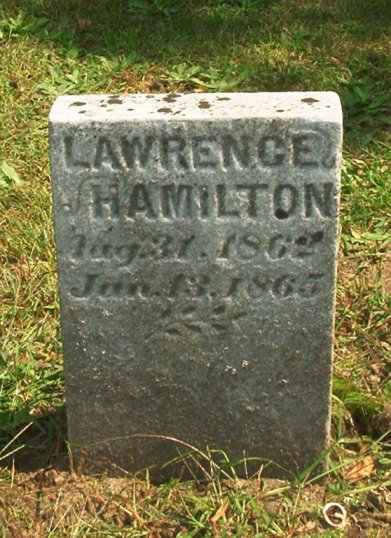 LAWRENCE
HAMILTON
Aug. 31. 1862
Jan. 13. 1865